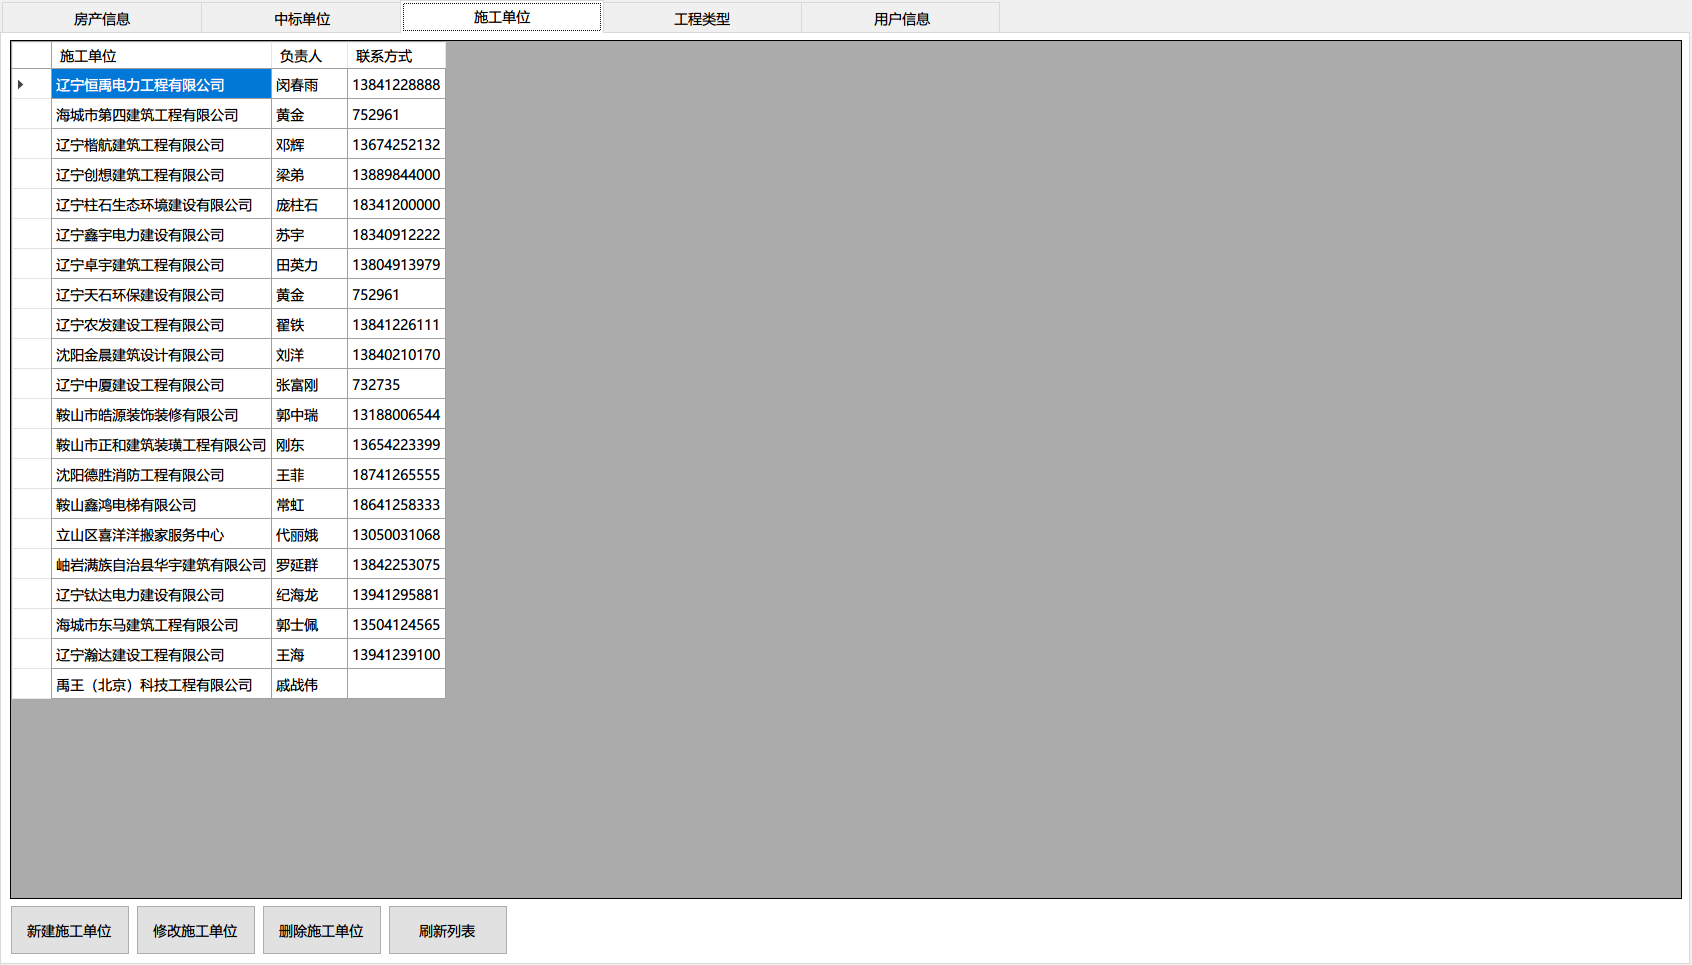 房产信息 中标单位 施工单位 工程类型 用户信息
施工单位 负责人 联系方式
辽宁恒禹电力工程有限公司 闵春雨 13841228888
海城市第四建筑工程有限公司 黄金 752961
辽宁楷航建筑工程有限公司 邓辉 13674252132
辽宁创想建筑工程有限公司 梁弟 13889844000
辽宁柱石生态环境建设有限公司 庞柱石 18341200000
辽宁鑫宇电力建设有限公司 苏宇 18340912222
辽宁卓宇建筑工程有限公司 田英力 13804913979
辽宁天石环保建设有限公司 黄金 752961
辽宁农发建设工程有限公司 翟铁 13841226111
沈阳金晨建筑设计有限公司 刘洋 13840210170
辽宁中厦建设工程有限公司 张富刚 732735
鞍山市皓源装饰装修有限公司 郭中瑞 13188006544
鞍山市正和建筑装璜工程有限公司 刚东 13654223399
沈阳德胜消防工程有限公司 王菲 18741265555
鞍山鑫鸿电梯有限公司 常虹 18641258333
立山区喜洋洋搬家服务中心 代丽娥 13050031068
岫岩满族自治县华宇建筑有限公司 罗延群 13842253075
辽宁钛达电力建设有限公司 纪海龙 13941295881
海城市东马建筑工程有限公司 郭士佩 13504124565
辽宁瀚达建设工程有限公司 王海 13941239100
禹王（北京）科技工程有限公司 戚战伟
新建施工单位 修改施工单位 删除施工单位 刷新列表